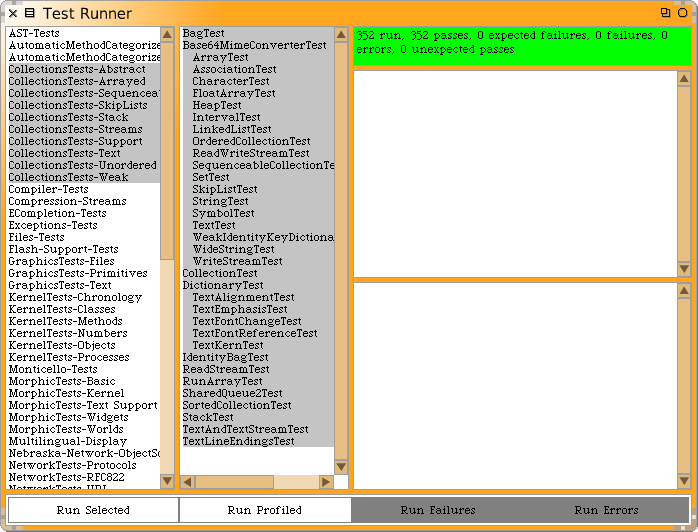 Test Runner
AST-Tests
AutomaticMethodCategorize
AutomaticMethodCategorize
CollectionsTests-Abstract
CollectionsTests-Arrayed
CollectionsTests-Sequencea
CollectionsTests-SkipLists
CollectionsTests-Stack
CollectionsTests-Streams
CollectionsTests-Support
CollectionsTests-Text
CollectionsTests-Unordered
CollectionsTests-Weak
Compiler-Tests
Compression-Streams
ECompletion-Tests
Exceptions-Tests
Files-Tests
Flash-Support-Tests
GraphicsTests-Files
GraphicsTests-Primitives
GraphicsTests-Text
KernelTests-Chronology
KernelTests-Classes
KernelTests-Methods
KernelTests-Numbers
KernelTests-Objects
KernelTests-Processes
Monticello-Tests
MorphicTests-Basic
MorphicTests-Kernel
MorphicTests-Text Support
MorphicTests-Widgets
MorphicTests-Worlds
Multilingual-Display
Nebraska-Network-ObjectSo
NetworkTests-Protocols
NetworkTests-RFC822
NetworkTests-URI
BagTest
Base64MimeConverterTest
ArrayTest
AssociationTest
CharacterTest
FloatArrayTest
HeapTest
IntervalTest
LinkedListTest
OrderedCollectionTest
ReadWriteStreamTest
SequenceableCollectionTe
SetTest
SkipListTest
StringTest
SymbolTest
TextTest
WeakIdentityKeyDictiona
WideStringTest
WriteStreamTest
CollectionTest
DictionaryTest
TextAlignmentTest
TextEmphasisTest
TextFontChangeTest
TextFontReferenceTest
TextKernTest
IdentityBagTest
ReadStreamTest
RunArrayTest
SharedQueue2Test
SortedCollectionTest
StackTest
TextAndTextStreamTest
TextLineEndingsTest
352 run, 352 passes, 0 expected failures, 0 failures, 0
errors, 0 unexpected passes
Run Selected
Run Profiled
Run Failures
Run Errors